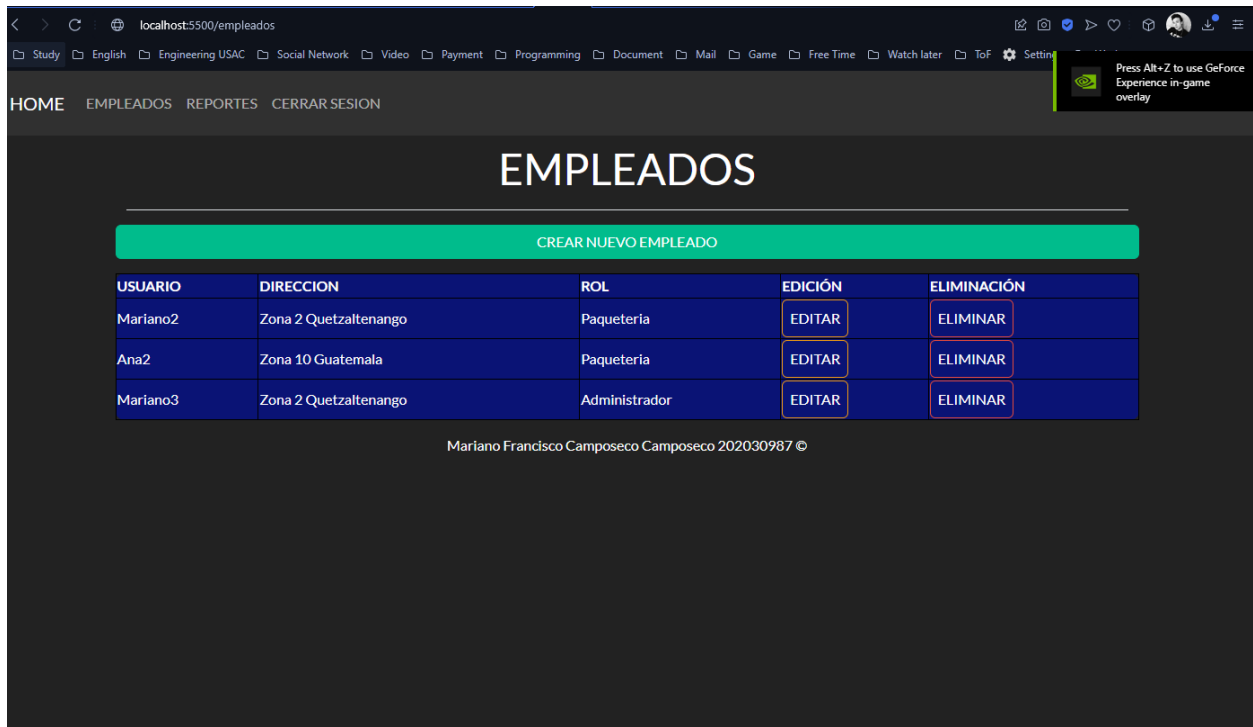 localhost:5500/empleados
Study English Engineering USAC Social Network Video Payment Programming Document Mail Game Free Time Watch later ToF
Press Alt+Z to use GeForce
Experience in-game
overlay
HOME EMPLEADOS REPORTES CERRAR SESION
EMPLEADOS
CREAR NUEVO EMPLEADO
USUARIO DIRECCION ROL EDICIÓN ELIMINACIÓN
Mariano2 Zona 2 Quetzaltenango Paqueteria EDITAR ELIMINAR
Ana2 Zona 10 Guatemala Paqueteria EDITAR ELIMINAR
Mariano3 Zona 2 Quetzaltenango Administrador EDITAR ELIMINAR
Mariano Francisco Camposeco Camposeco 202030987 ©